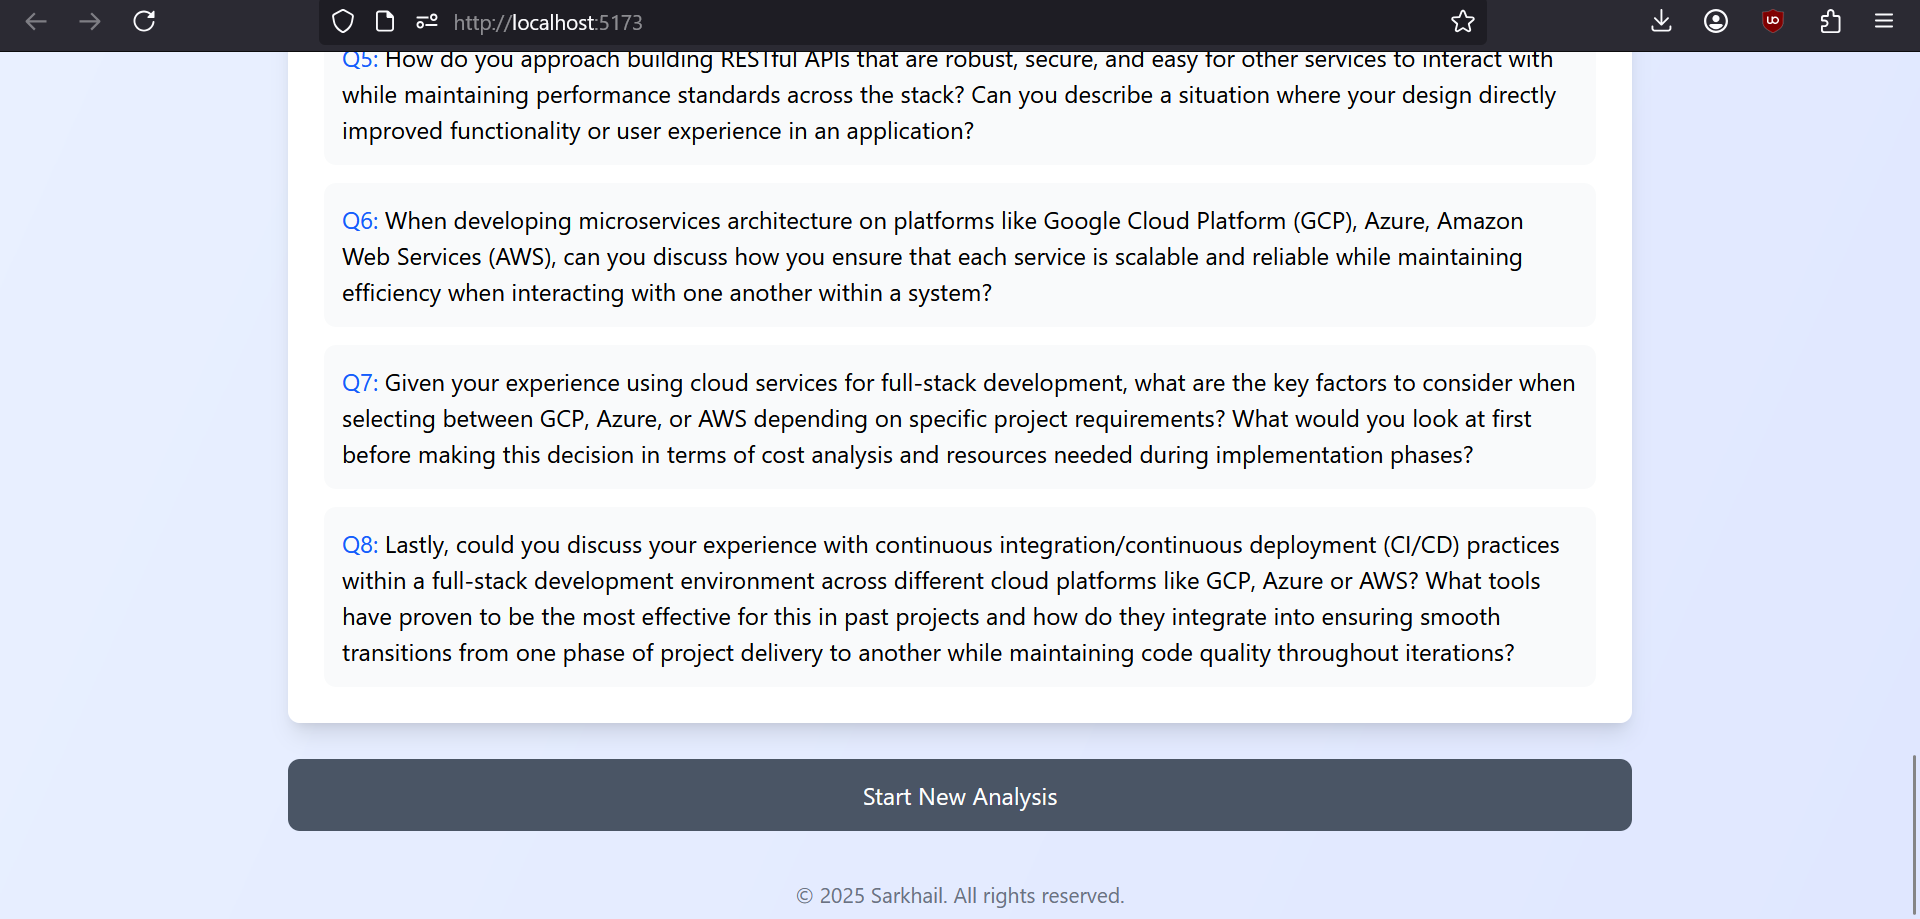 http://localhost:5173
Q5: How do you approach building RESTful APIs that are robust, secure, and easy for other services to interact with
while maintaining performance standards across the stack? Can you describe a situation where your design directly
improved functionality or user experience in an application?
Q6: When developing microservices architecture on platforms like Google Cloud Platform (GCP), Azure, Amazon
Web Services (AWS), can you discuss how you ensure that each service is scalable and reliable while maintaining
efficiency when interacting with one another within a system?
Q7: Given your experience using cloud services for full-stack development, what are the key factors to consider when
selecting between GCP, Azure, or AWS depending on specific project requirements? What would you look at first
before making this decision in terms of cost analysis and resources needed during implementation phases?
Q8: Lastly, could you discuss your experience with continuous integration/continuous deployment (CI/CD) practices
within a full-stack development environment across different cloud platforms like GCP, Azure or AWS? What tools
have proven to be the most effective for this in past projects and how do they integrate into ensuring smooth
transitions from one phase of project delivery to another while maintaining code quality throughout iterations?
Start New Analysis
© 2025 Sarkhail. All rights reserved.